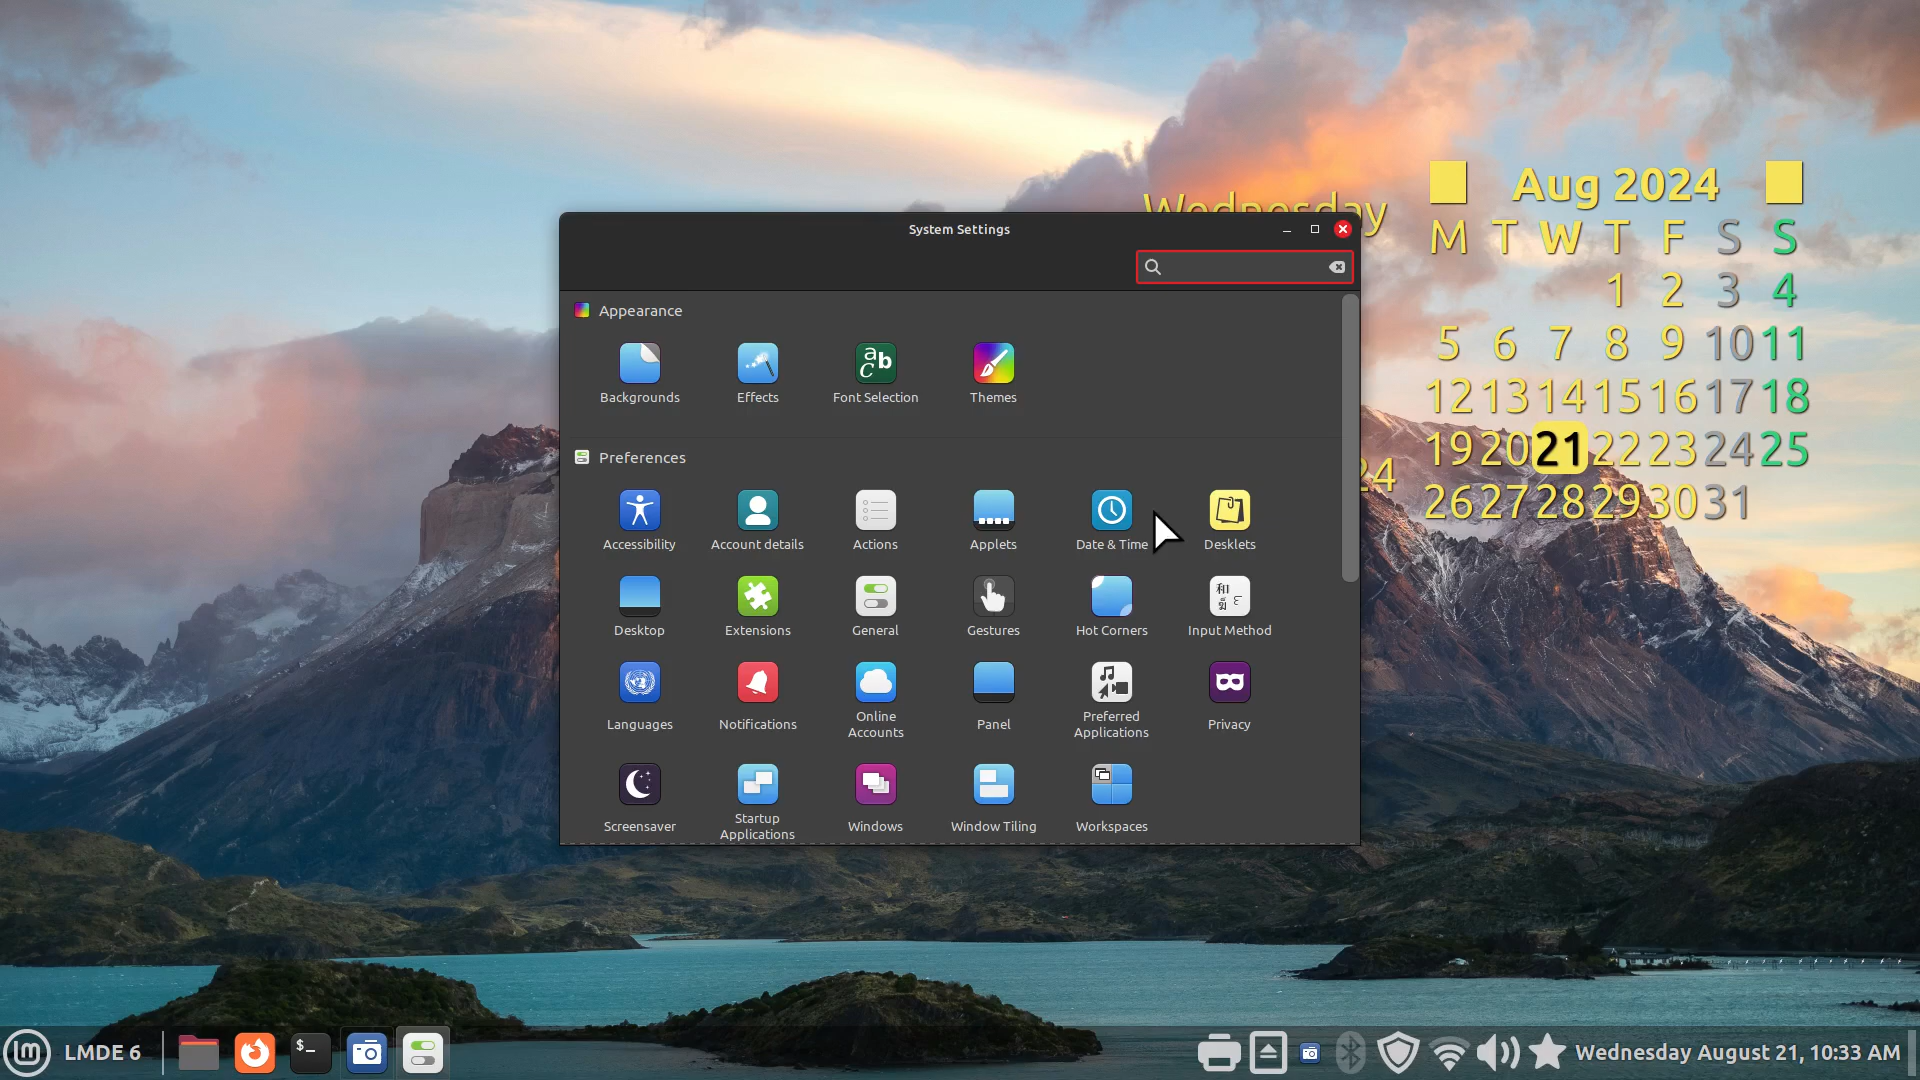 Wednesday
Aug 2024
M T W T F S S
1 2 3 4
5 6 7 8 9 10 11
12 13 14 15 16 17 18
19 20 21 22 23 24 25
26 27 28 29 30 31
24
System Settings
Appearance
Backgrounds
Effects
abc
Font Selection
Themes
Preferences
Accessibility
Account details
Actions
Applets
Date & Time
Desklets
Desktop
Extensions
General
Gestures
Hot Corners
Input Method
Languages
Notifications
Online
Accounts
Panel
Preferred
Applications
Privacy
Screensaver
Startup
Applications
Windows
Window Tiling
Workspaces
LMDE 6
$_
Wednesday August 21, 10:33 AM